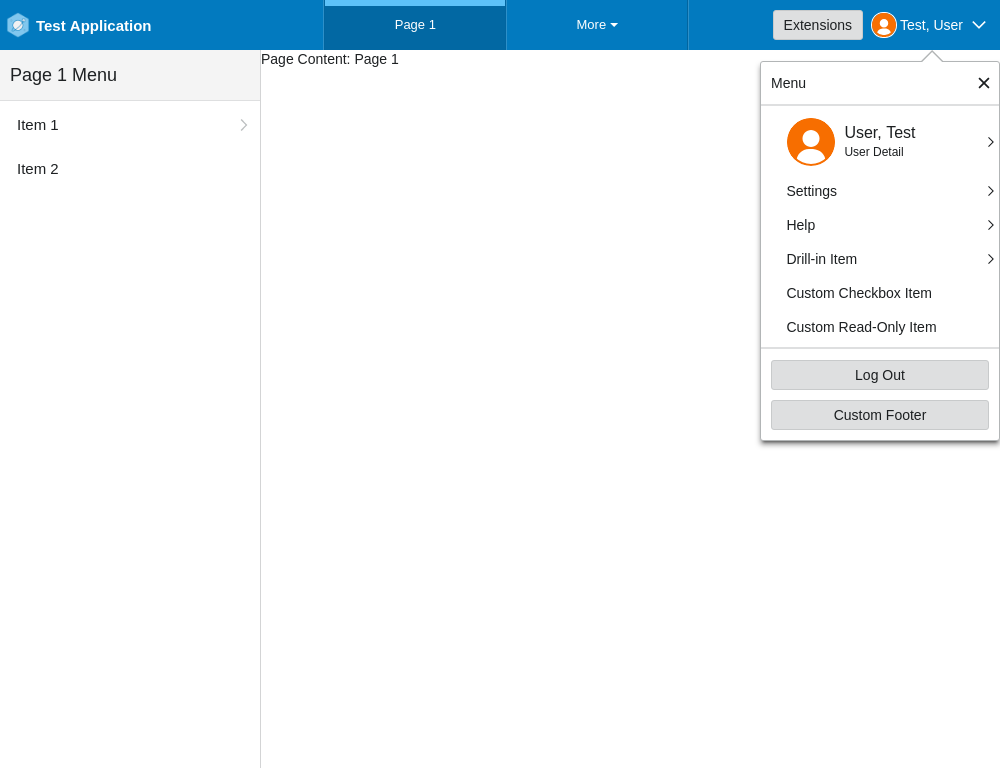 Test Application
Page 1
More
Extensions
Test, User
Page 1 Menu
Item 1
Item 2
Page Content: Page 1
Menu
User, Test
User Detail
Settings
Help
Drill-in Item
Custom Checkbox Item
Custom Read-Only Item
Log Out
Custom Footer